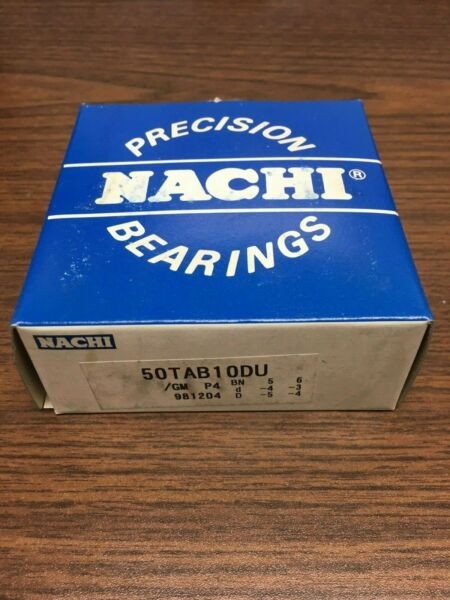 PRECISION
NACHI®
BEARINGS
NACHI
50TAB10DU
/GM P4 BN 5 6
d -4 -3
981204 D -5 -4